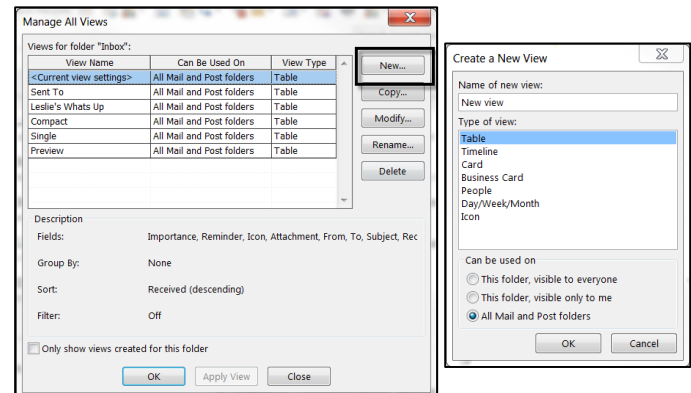 Manage All Views
Views for folder "Inbox":
View Name Can Be Used On View Type
<Current view settings> All Mail and Post folders Table
Sent To All Mail and Post folders Table
Leslie's Whats Up All Mail and Post folders Table
Compact All Mail and Post folders Table
Single All Mail and Post folders Table
Preview All Mail and Post folders Table
New...
Copy...
Modify...
Rename...
Delete
Description
Fields: Importance, Reminder, Icon, Attachment, From, To, Subject, Rec
Group By: None
Sort: Received (descending)
Filter: Off
Only show views created for this folder
OK Apply View Close
Create a New View
Name of new view:
New view
Type of view:
Table
Timeline
Card
Business Card
People
Day/Week/Month
Icon
Can be used on
This folder, visible to everyone
This folder, visible only to me
All Mail and Post folders
OK Cancel